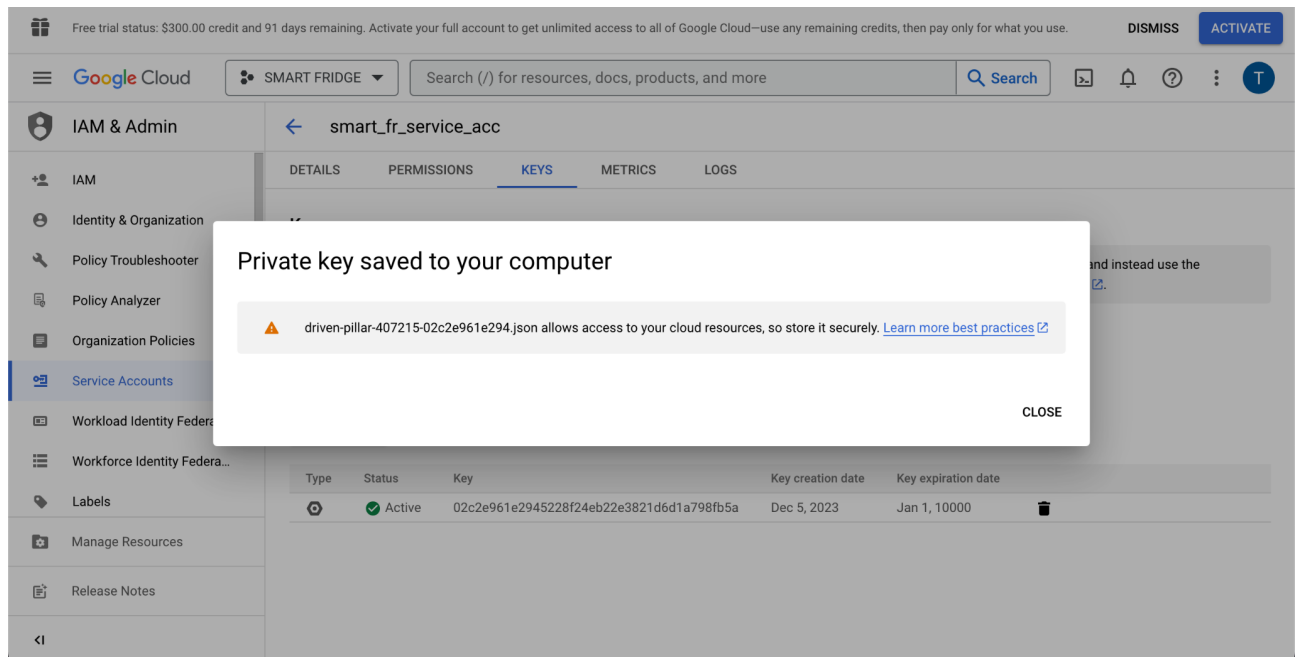 Free trial status: $300.00 credit and 91 days remaining. Activate your full account to get unlimited access to all of Google Cloud—use any remaining credits, then pay only for what you use.
DISMISS
ACTIVATE
Google Cloud
SMART FRIDGE
Search (/) for resources, docs, products, and more
Search
T
IAM & Admin
smart_fr_service_acc
DETAILS
PERMISSIONS
KEYS
METRICS
LOGS
IAM
Identity & Organization
Policy Troubleshooter
Policy Analyzer
Organization Policies
Service Accounts
Workload Identity Federa
Workforce Identity Federa...
Labels
Manage Resources
Release Notes
and instead use the
Private key saved to your computer
driven-pillar-407215-02c2e961e294.json allows access to your cloud resources, so store it securely. Learn more best practices
CLOSE
Type Status Key Key creation date Key expiration date
Active 02c2e961e2945228f24eb22e3821d6d1a798fb5a Dec 5, 2023 Jan 1, 10000